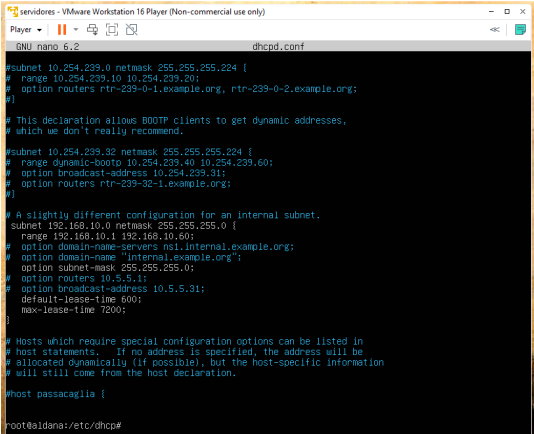 servidores - VMware Workstation 16 Player (Non-commercial use only)
Player
GNU nano 6.2 dhcpd.conf
#subnet 10.254.239.0 netmask 255.255.255.224 {
#  range 10.254.239.10 10.254.239.20;
#  option routers rtr-239-0-1.example.org, rtr-239-0-2.example.org;
#}
# This declaration allows BOOTP clients to get dynamic addresses,
# which we don't really recommend.
#subnet 10.254.239.32 netmask 255.255.255.224 {
#  range dynamic-bootp 10.254.239.40 10.254.239.60;
#  option broadcast-address 10.254.239.31;
#  option routers rtr-239-32-1.example.org;
#}
# A slightly different configuration for an internal subnet.
subnet 192.168.10.0 netmask 255.255.255.0 {
range 192.168.10.1 192.168.10.60;
#  option domain-name-servers ns1.internal.example.org;
#  option domain-name "internal.example.org";
option subnet-mask 255.255.255.0;
#  option routers 10.5.5.1;
#  option broadcast-address 10.5.5.31;
default-lease-time 600;
max-lease-time 7200;
}
# Hosts which require special configuration options can be listed in
# host statements.   If no address is specified, the address will be
# allocated dynamically (if possible), but the host-specific information
# will still come from the host declaration.
#host passacaglia {
root@aldana:/etc/dhcp#